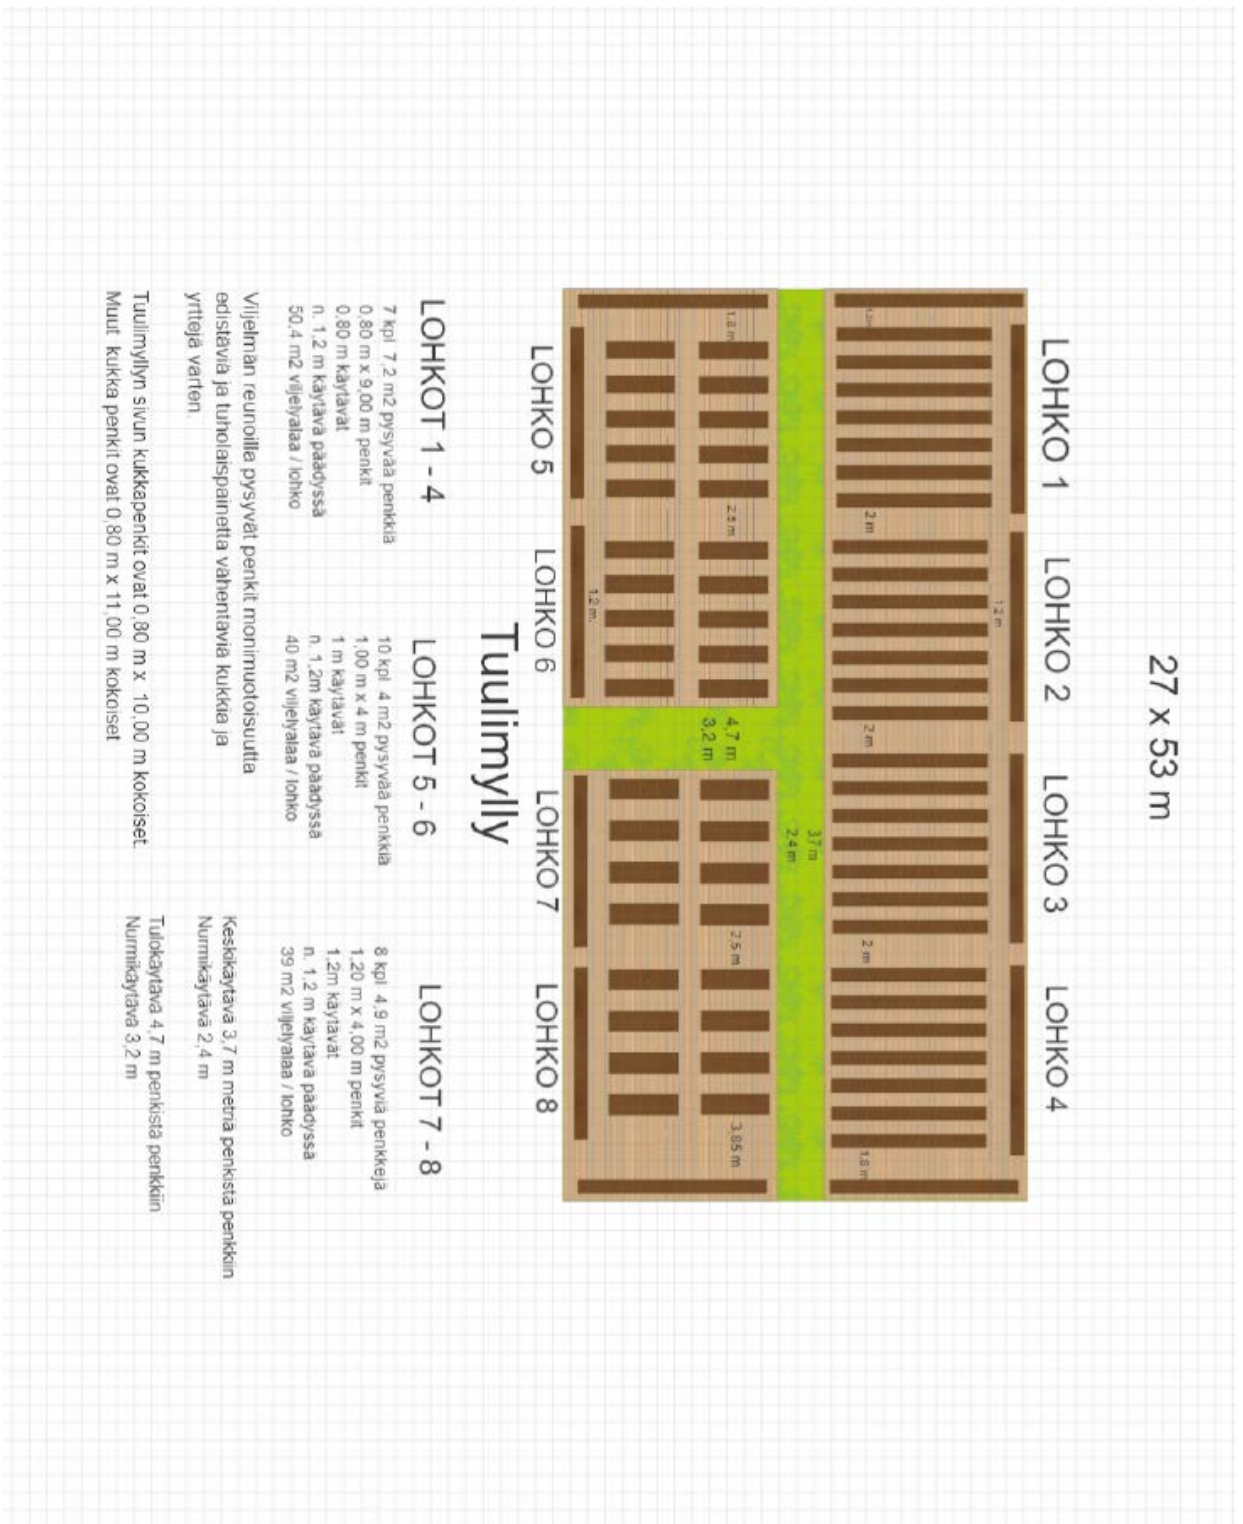 27 x 53 m
LOHKO 1
LOHKO 2
LOHKO 3
LOHKO 4
1.2 m
2 m
2 m
2 m
1.8 m
3.7 m
2.4 m
1.8 m
2.5 m
4,7 m
3,2 m
2,5 m
3,85 m
1.2 m.
LOHKO 5
LOHKO 6
LOHKO 7
LOHKO 8
Tuulimylly
LOHKOT 1 - 4
7 kpl 7,2 m2 pysyvää penkkiä
0,80 m x 9,00 m penkit
0,80 m käytävät
n. 1,2 m käytävä päädyssä
50,4 m2 viljelyalaa / lohko
LOHKOT 5 - 6
10 kpl 4 m2 pysyvää penkkiä
1,00 m x 4 m penkit
1 m käytävät
n. 1,2m käytävä päädyssä
40 m2 viljelyalaa / lohko
LOHKOT 7 - 8
8 kpl 4,9 m2 pysyviä penkkejä
1,20 m x 4,00 m penkit
1,2m käytävät
n. 1,2 m käytävä päädyssä
39 m2 viljelyalaa / lohko
Viljelmän reunoilla pysyvät penkit monimuotoisuutta
edistäviä ja tuholaispainetta vähentäviä kukkia ja
yrttejä varten.
Keskikäytävä 3,7 m metriä penkistä penkkiin
Nurmikäytävä 2,4 m
Tuulimyllyn sivun kukkapenkit ovat 0,80 m x 10,00 m kokoiset.
Muut kukka penkit ovat 0,80 m x 11,00 m kokoiset
Tulokäytävä 4,7 m penkistä penkkiin
Nurmikäytävä 3,2 m